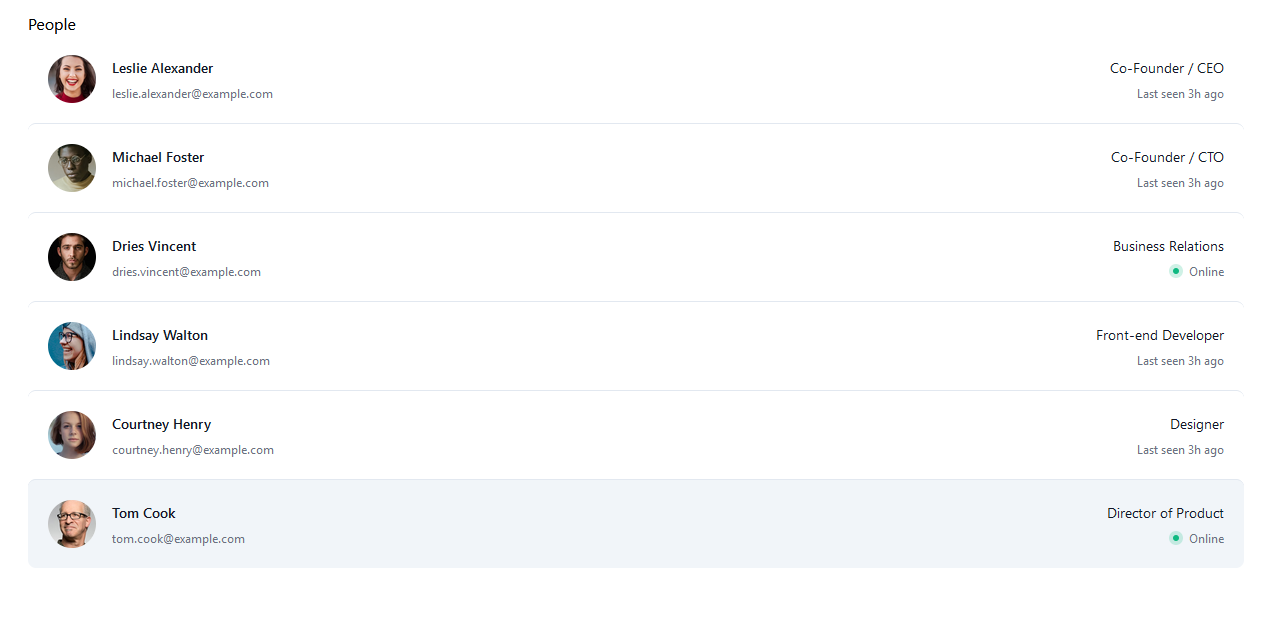 People
Leslie Alexander
Co-Founder / CEO
leslie.alexander@example.com
Last seen 3h ago
Michael Foster
Co-Founder / CTO
michael.foster@example.com
Last seen 3h ago
Dries Vincent
Business Relations
dries.vincent@example.com
Online
Lindsay Walton
Front-end Developer
lindsay.walton@example.com
Last seen 3h ago
Courtney Henry
Designer
courtney.henry@example.com
Last seen 3h ago
Tom Cook
Director of Product
tom.cook@example.com
Online